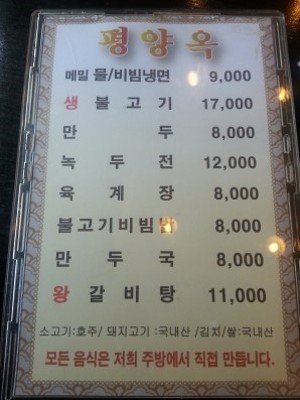 평양옥
메밀 물/비빔냉면 9,000
생불고기 17,000
만두 8,000
녹두전 12,000
육계장 8,000
불고기비빔밥 8,000
만두국 8,000
왕갈비탕 11,000
소고기:호주/ 돼지고기 :국내산 /김치/쌀:국내산
모든 음식은 저희 주방에서 직접 만듭니다.